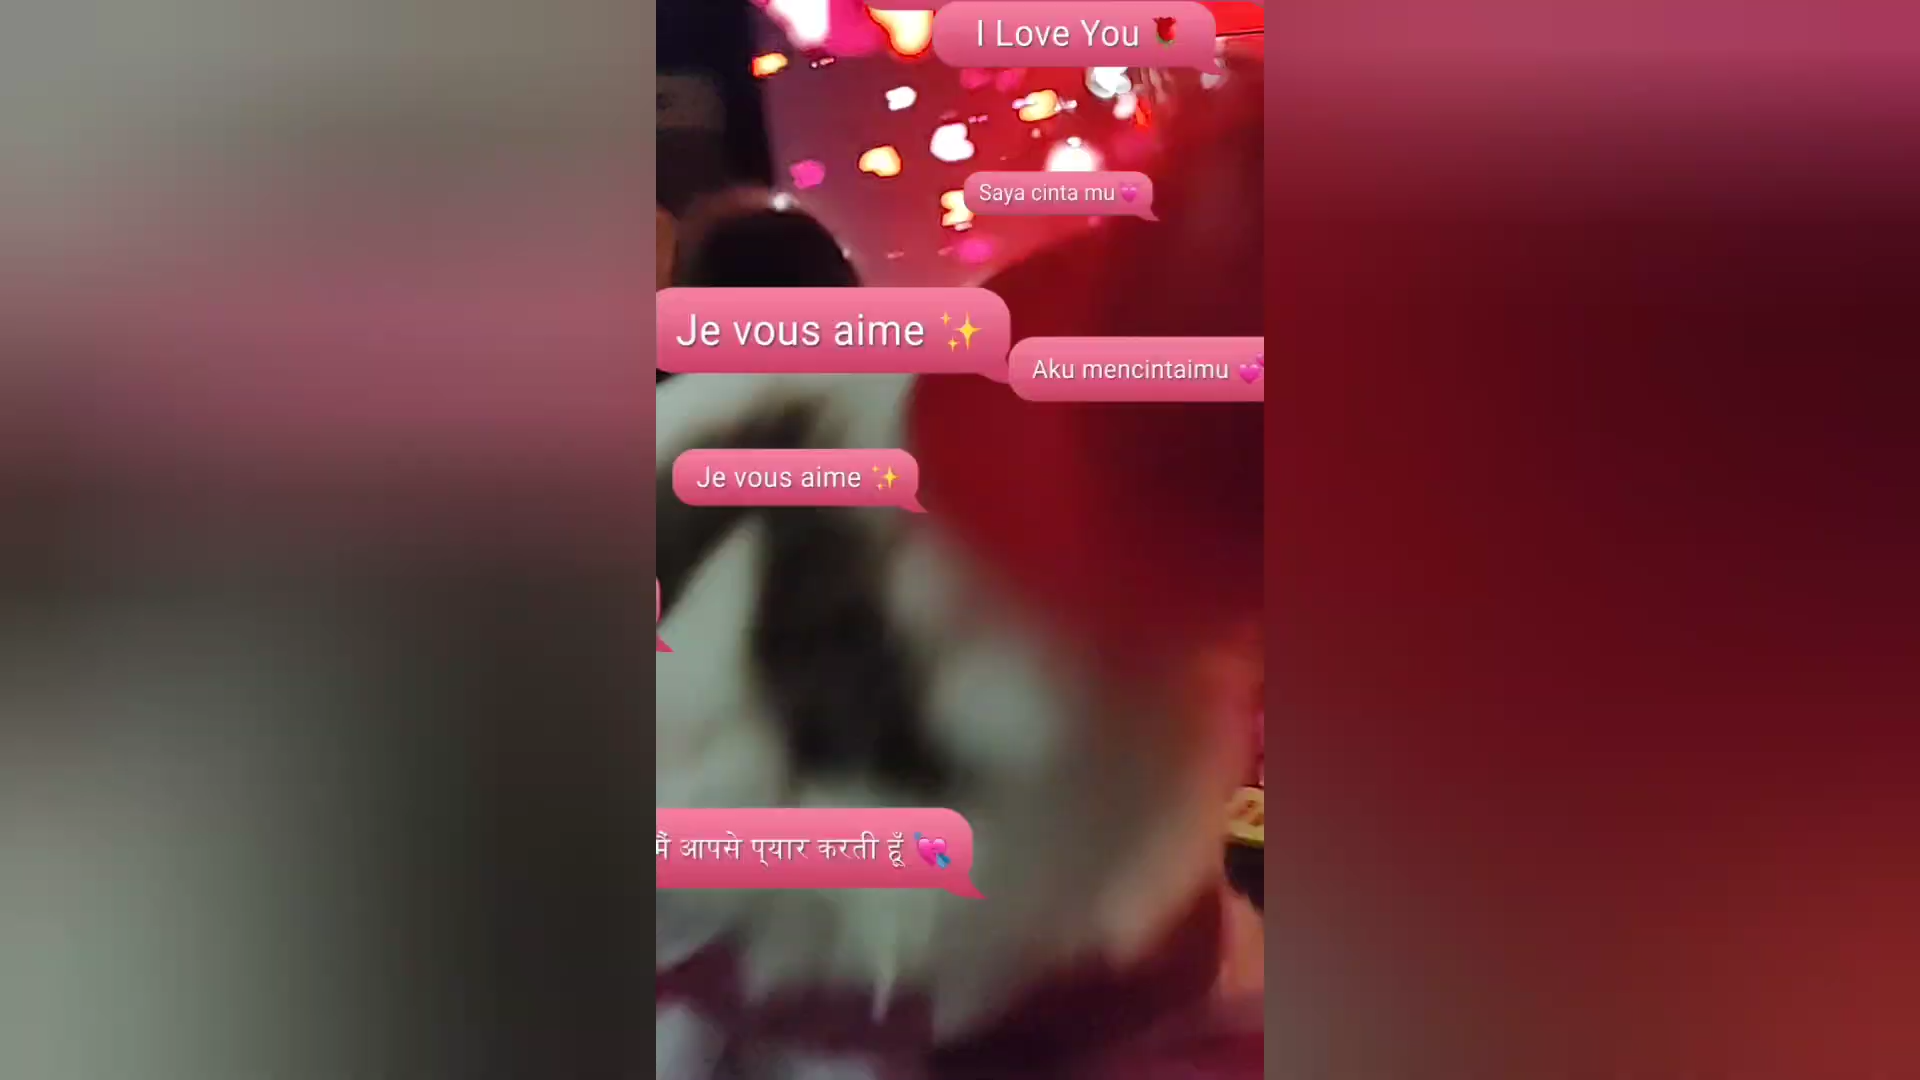 I Love You 🌹
Saya cinta mu 💗
Je vous aime ✨
Aku mencintaimu 💞
Je vous aime ✨
मैं आपसे प्यार करती हूँ 💘